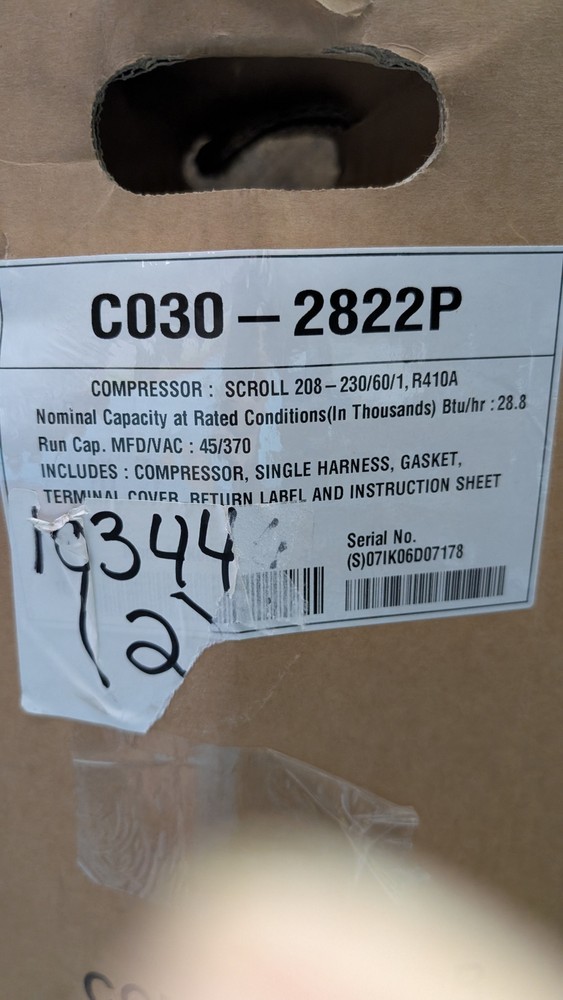 C030-2822P
COMPRESSOR : SCROLL 208-230/60/1, R410A
Nominal Capacity at Rated Conditions(In Thousands) Btu/hr : 28.8
Run Cap. MFD/VAC : 45/370
INCLUDES : COMPRESSOR, SINGLE HARNESS, GASKET,
TERMINAL COVER, RETURN LABEL AND INSTRUCTION SHEET
19344
Serial No.
(S)07IK06D07178
2